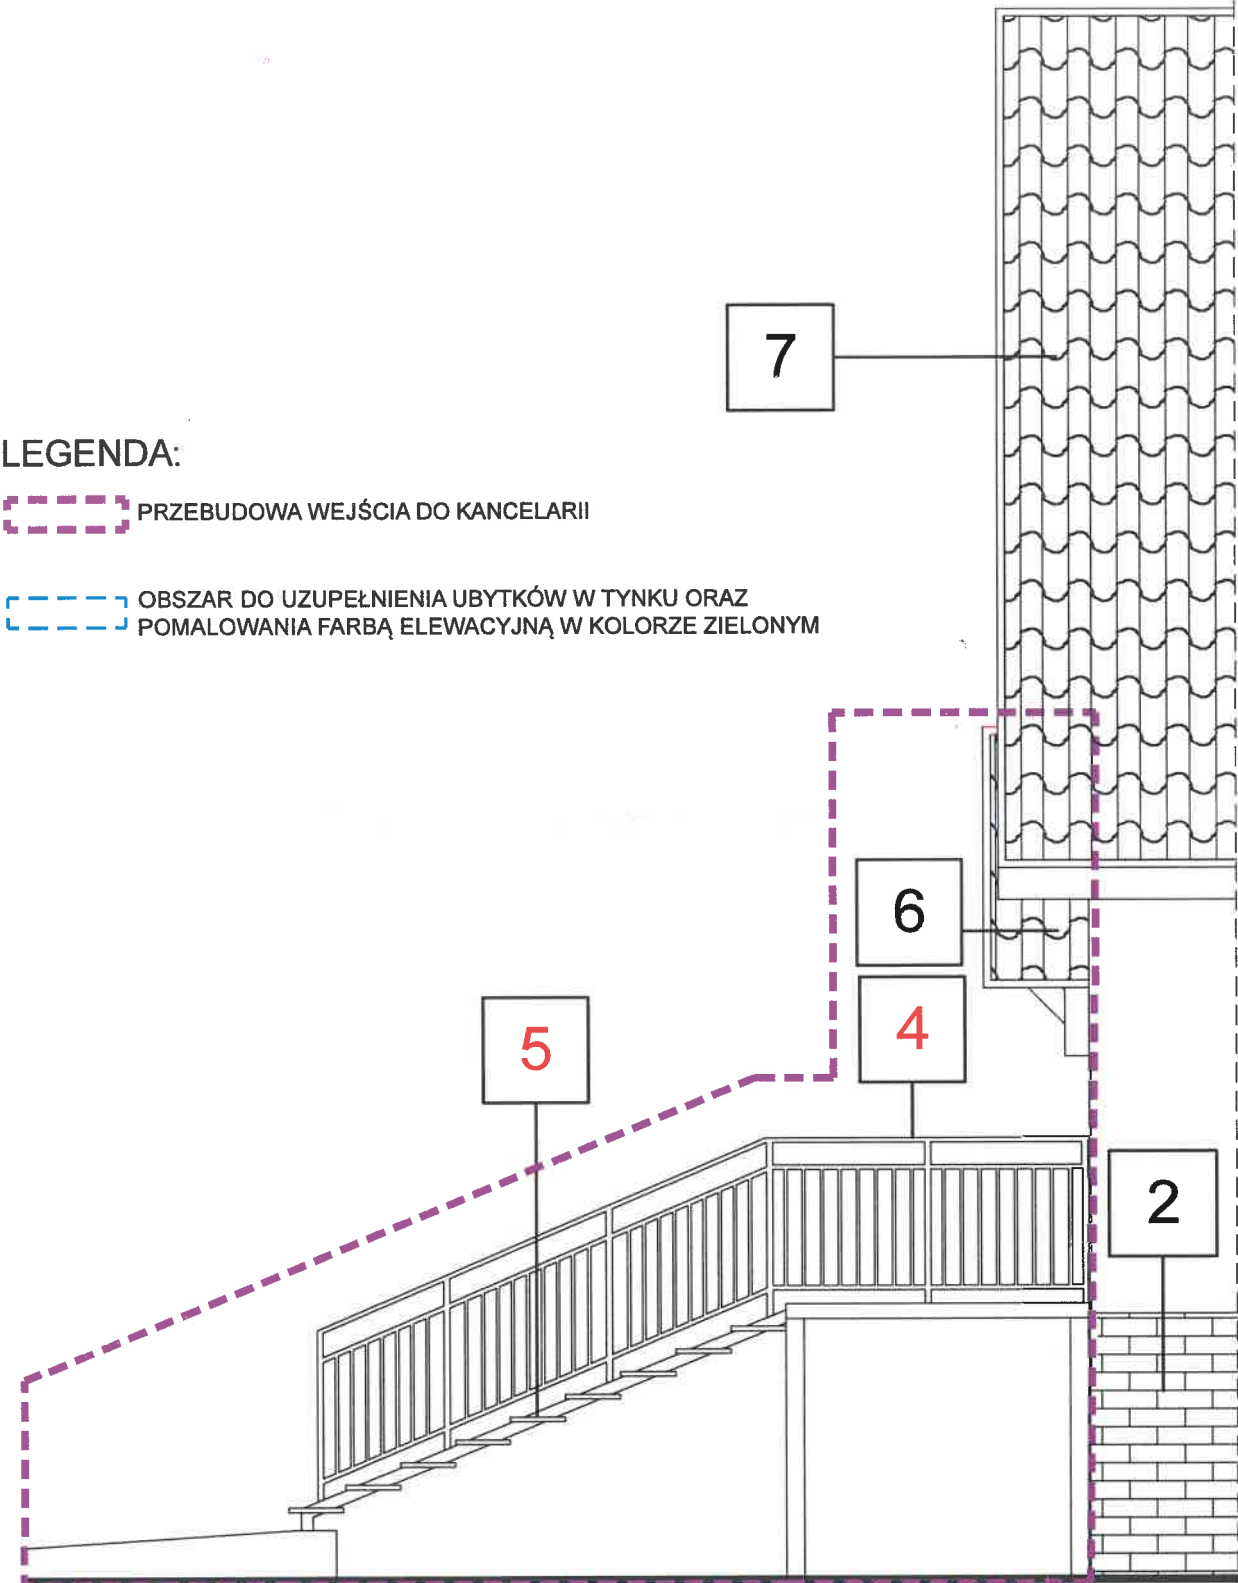 7
LEGENDA:
PRZEBUDOWA WEJŚCIA DO KANCELARII
OBSZAR DO UZUPEŁNIENIA UBYTKÓW W TYNKU ORAZ
POMALOWANIA FARBĄ ELEWACYJNĄ W KOLORZE ZIELONYM
6
4
5
2